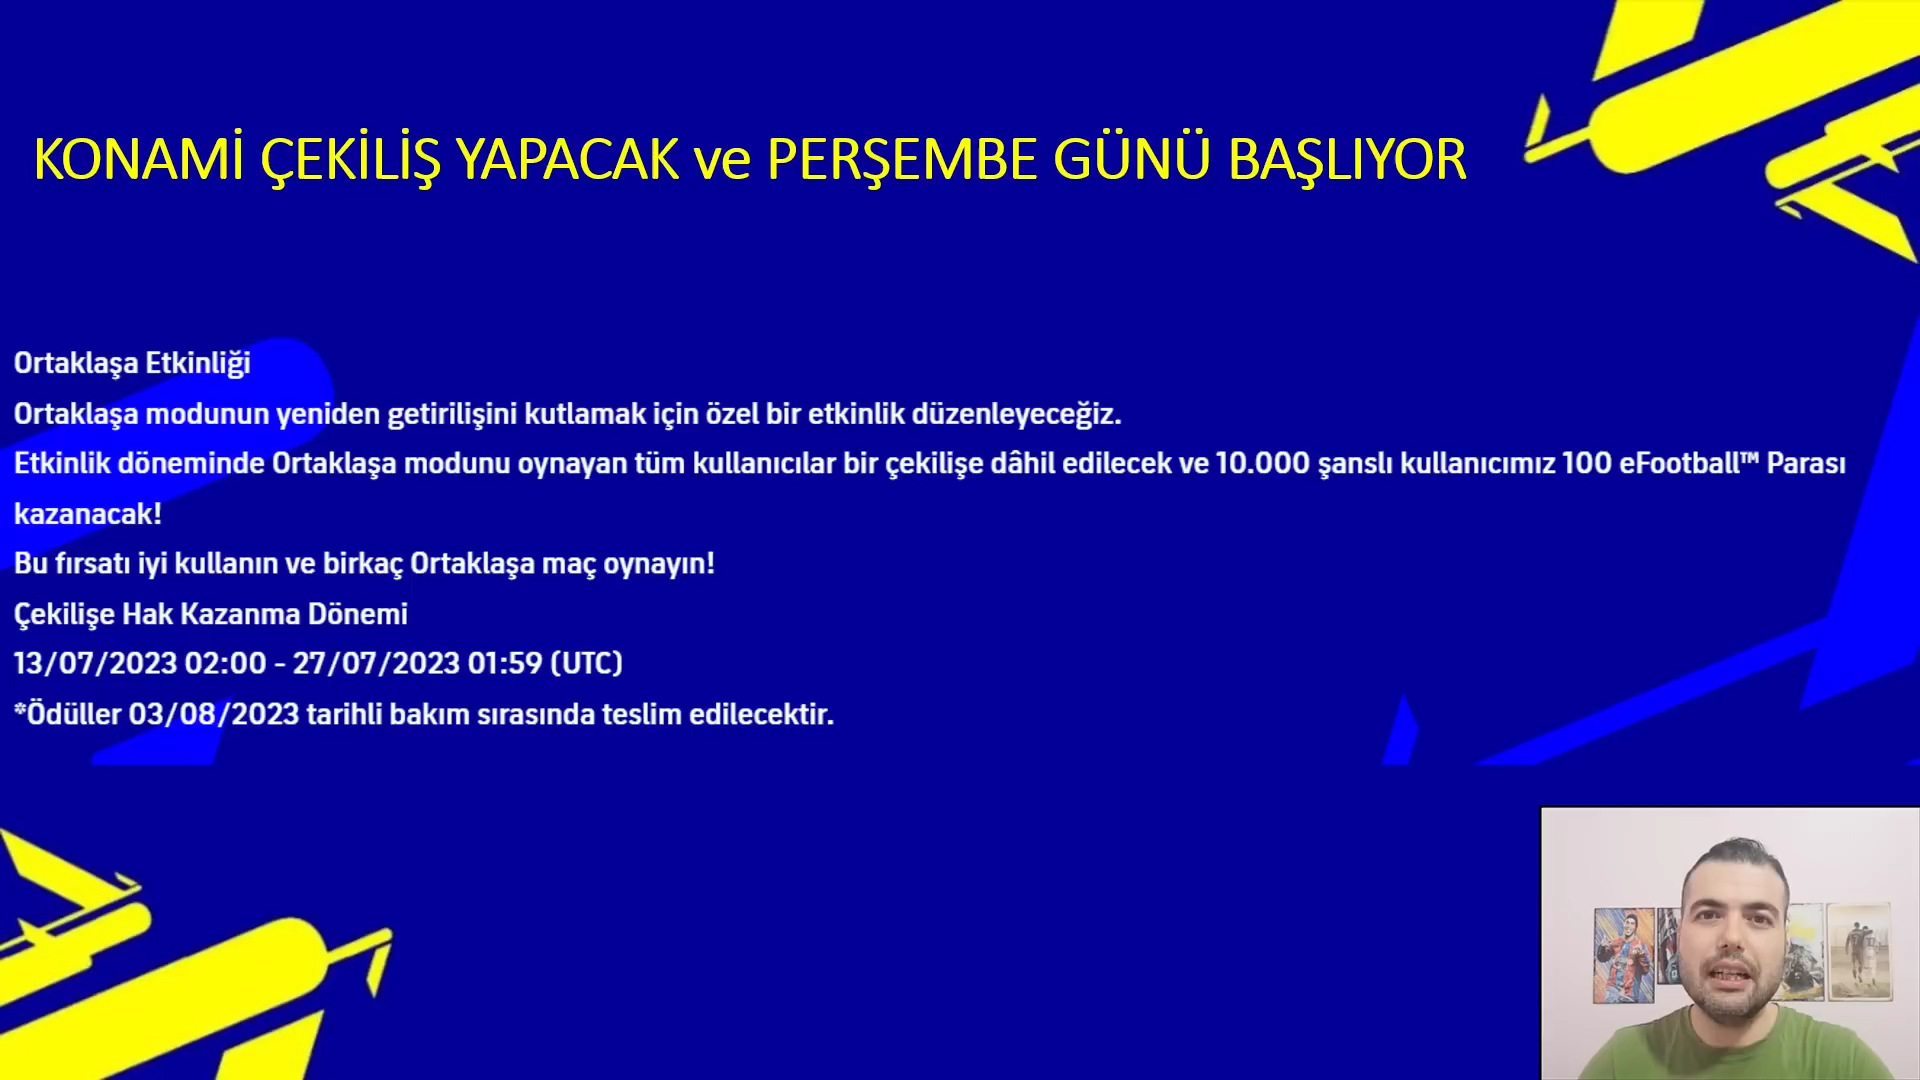 KONAMİ ÇEKİLİŞ YAPACAK ve PERŞEMBE GÜNÜ BAŞLIYOR
Ortaklaşa Etkinliği
Ortaklaşa modunun yeniden getirilişini kutlamak için özel bir etkinlik düzenleyeceğiz.
Etkinlik döneminde Ortaklaşa modunu oynayan tüm kullanıcılar bir çekilişe dâhil edilecek ve 10.000 şanslı kullanıcımız 100 eFootball™ Parası
kazanacak!
Bu fırsatı iyi kullanın ve birkaç Ortaklaşa maç oynayın!
Çekilişe Hak Kazanma Dönemi
13/07/2023 02:00 - 27/07/2023 01:59 (UTC)
*Ödüller 03/08/2023 tarihli bakım sırasında teslim edilecektir.